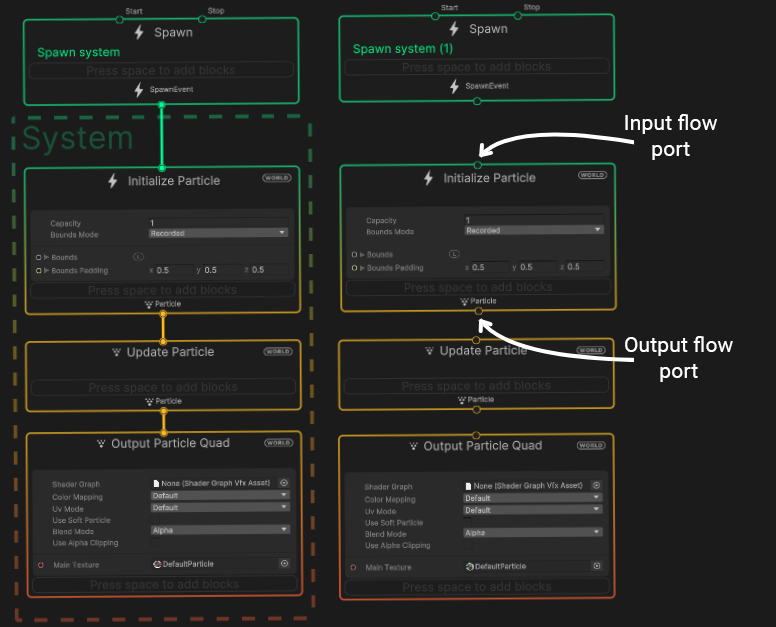 Start Stop
Spawn
Spawn system
Press space to add blocks
SpawnEvent
System
Initialize Particle WORLD
Capacity 1
Bounds Mode Recorded
Bounds L
Bounds Padding x 0.5 y 0.5 z 0.5
Press space to add blocks
Particle
Update Particle WORLD
Press space to add blocks
Particle
Output Particle Quad WORLD
Shader Graph None (Shader Graph Vfx Asset)
Color Mapping Default
Uv Mode Default
Use Soft Particle
Blend Mode Alpha
Use Alpha Clipping
Main Texture DefaultParticle
Press space to add blocks
Start Stop
Spawn
Spawn system (1)
Press space to add blocks
SpawnEvent
Input flow
port
Initialize Particle WORLD
Capacity 1
Bounds Mode Recorded
Bounds L
Bounds Padding x 0.5 y 0.5 z 0.5
Press space to add blocks
Particle
Output flow
port
Update Particle WORLD
Press space to add blocks
Particle
Output Particle Quad WORLD
Shader Graph None (Shader Graph Vfx Asset)
Color Mapping Default
Uv Mode Default
Use Soft Particle
Blend Mode Alpha
Use Alpha Clipping
Main Texture DefaultParticle
Press space to add blocks